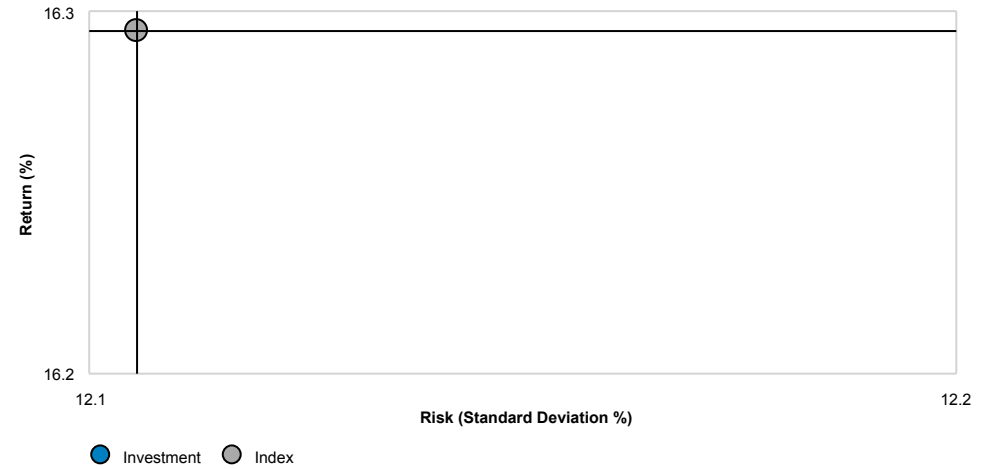 16.3
Return (%)
16.2
12.1
12.2
Risk (Standard Deviation %)
Investment
Index